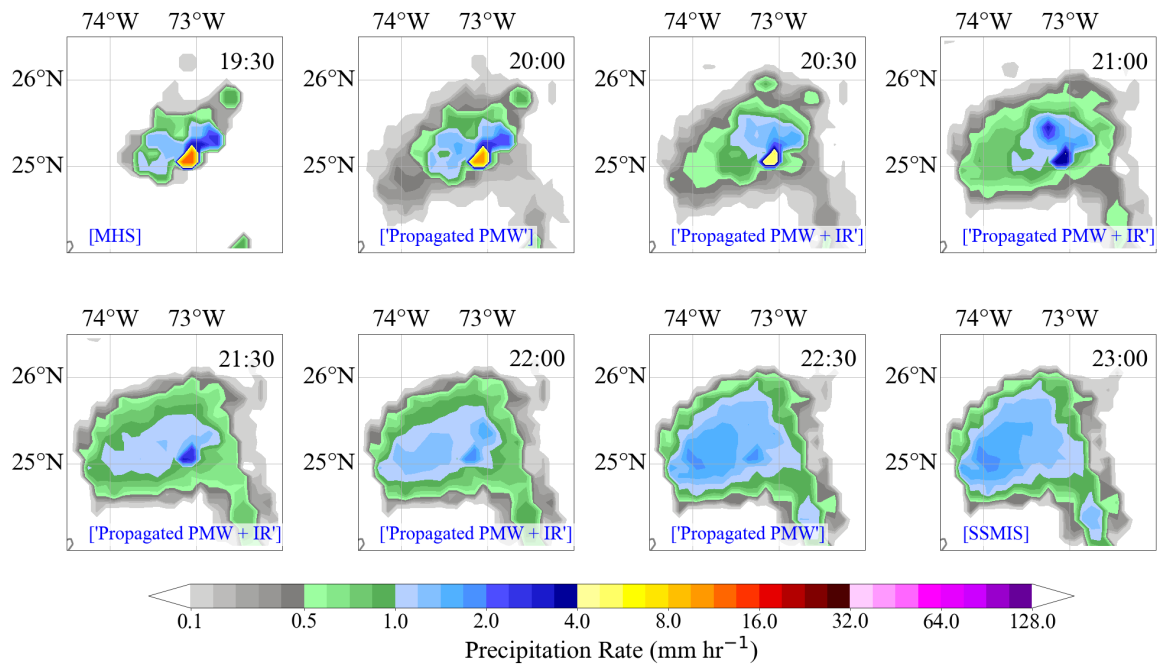 74°W 73°W 74°W 73°W 74°W 73°W 74°W 73°W
19:30 20:00 20:30 21:00
26°N 26°N 26°N 26°N
25°N 25°N 25°N 25°N
[MHS] ['Propagated PMW'] ['Propagated PMW + IR'] ['Propagated PMW + IR']
74°W 73°W 74°W 73°W 74°W 73°W 74°W 73°W
21:30 22:00 22:30 23:00
26°N 26°N 26°N 26°N
25°N 25°N 25°N 25°N
['Propagated PMW + IR'] ['Propagated PMW + IR'] ['Propagated PMW'] [SSMIS]
0.1 0.5 1.0 2.0 4.0 8.0 16.0 32.0 64.0 128.0
Precipitation Rate (mm hr⁻¹)